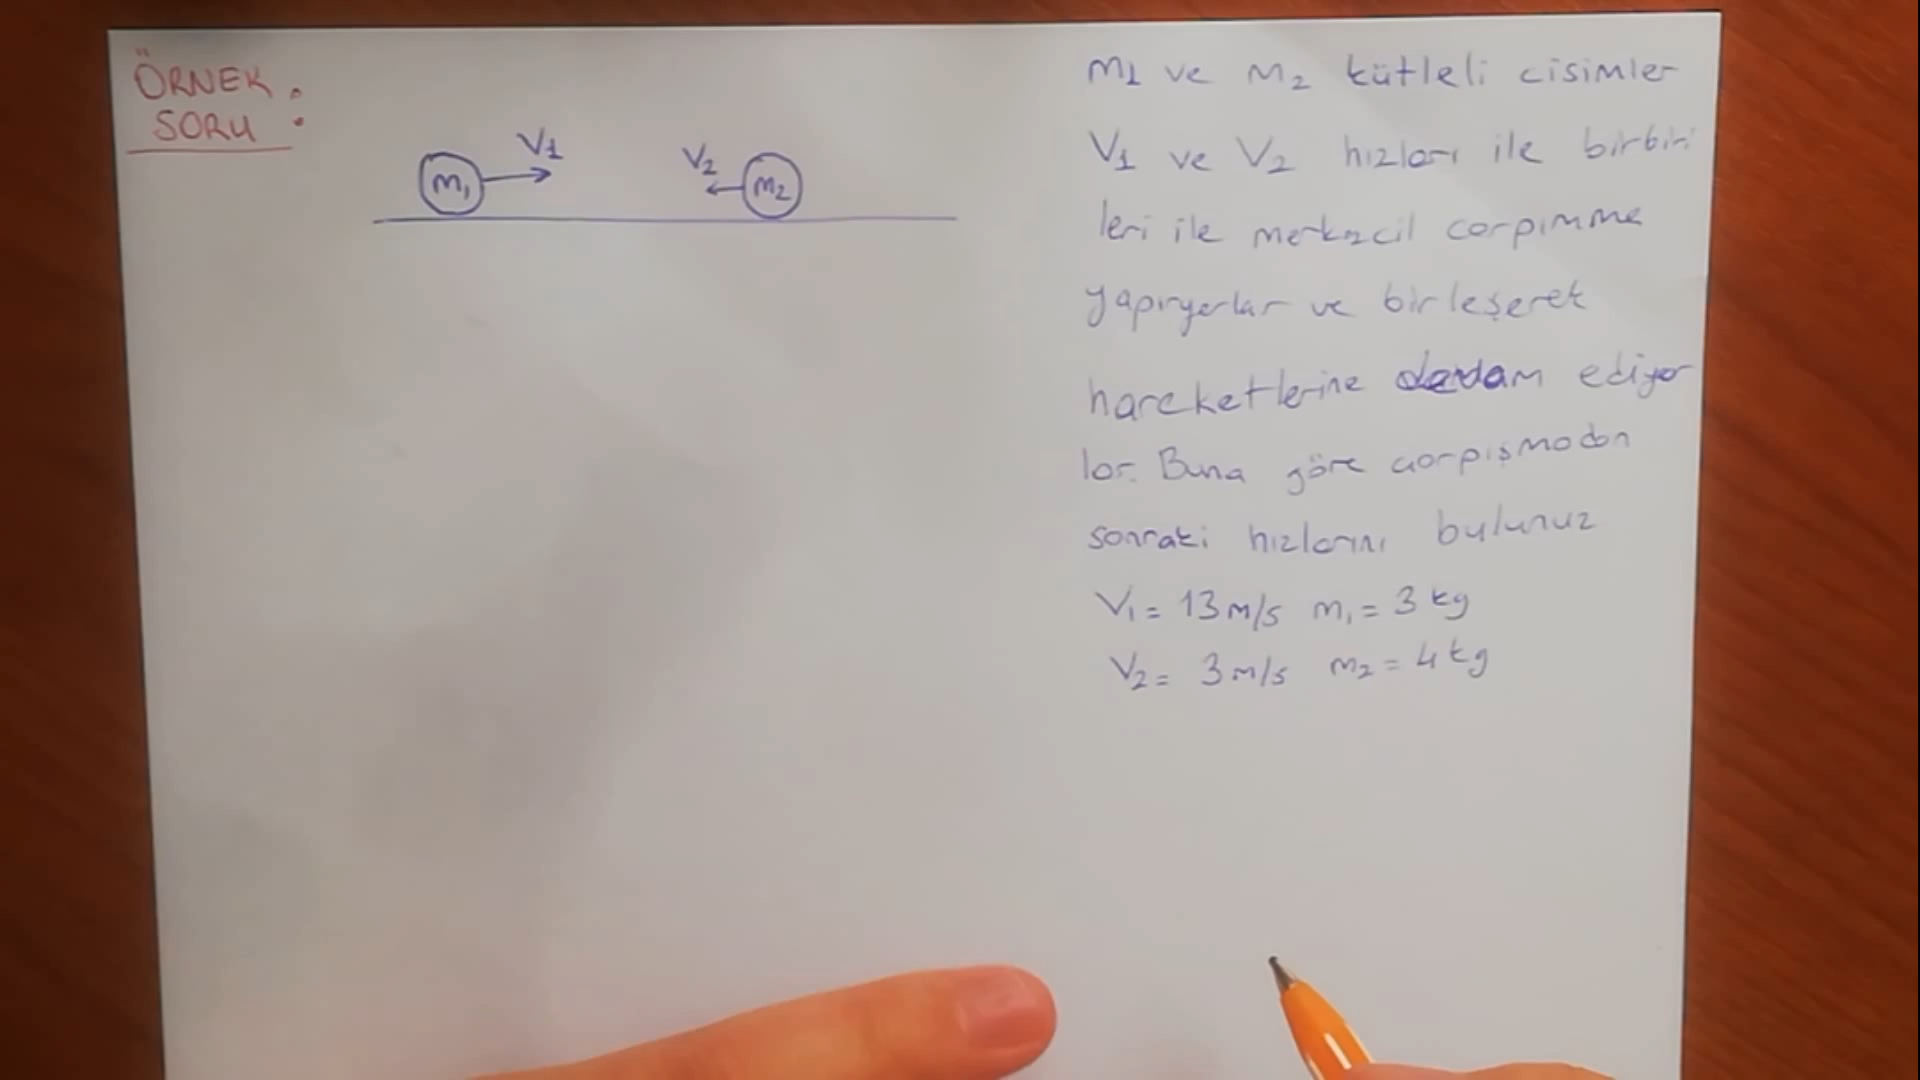 ÖRNEK :
SORU
V1
V2
m1
m2
m1 ve m2 kütleli cisimler
V1 ve V2 hızları ile birbiri
leri ile merkezcil carpımma
yapıyorlar ve birleşerek
hareketlerine devam ediyor
lar. Buna göre çarpışmadan
sonraki hızlarını bulunuz
V1 = 13 m/s m1 = 3 kg
V2 = 3 m/s m2 = 4 kg